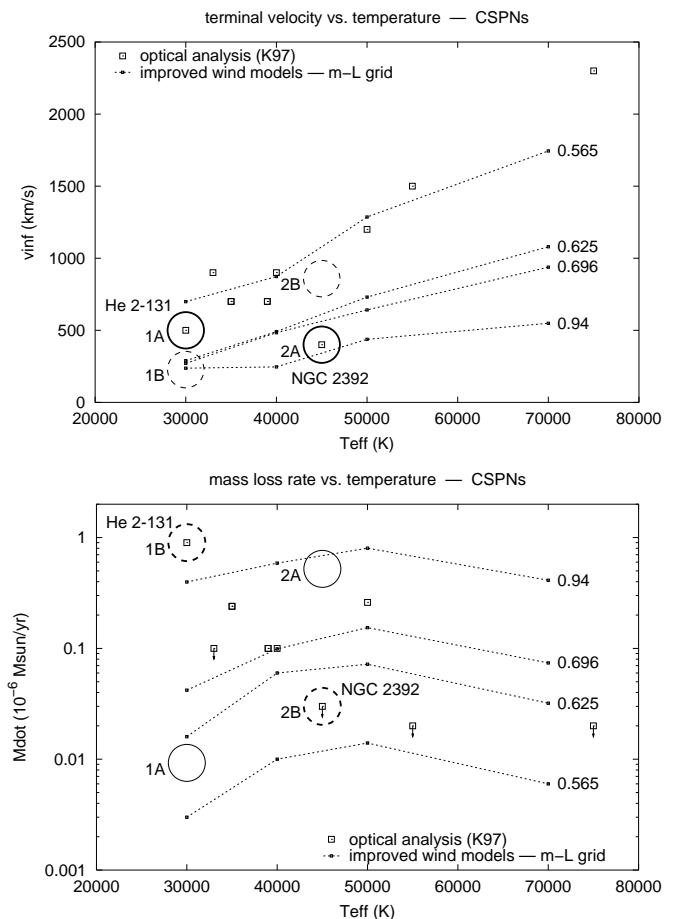 terminal velocity vs. temperature — CSPNs
2500
optical analysis (K97)
improved wind models — m-L grid
2000
0.565
1500
vinf (km/s)
0.625
1000
0.696
2B
He 2-131
0.94
500
1A
2A
1B
NGC 2392
0
20000 30000 40000 50000 60000 70000 80000
Teff (K)
mass loss rate vs. temperature — CSPNs
He 2-131
1
1B
2A
0.94
0.1
0.696
Mdot (10⁻⁶ Msun/yr)
NGC 2392
0.625
2B
0.01
1A
0.565
optical analysis (K97)
improved wind models — m-L grid
0.001
20000 30000 40000 50000 60000 70000 80000
Teff (K)